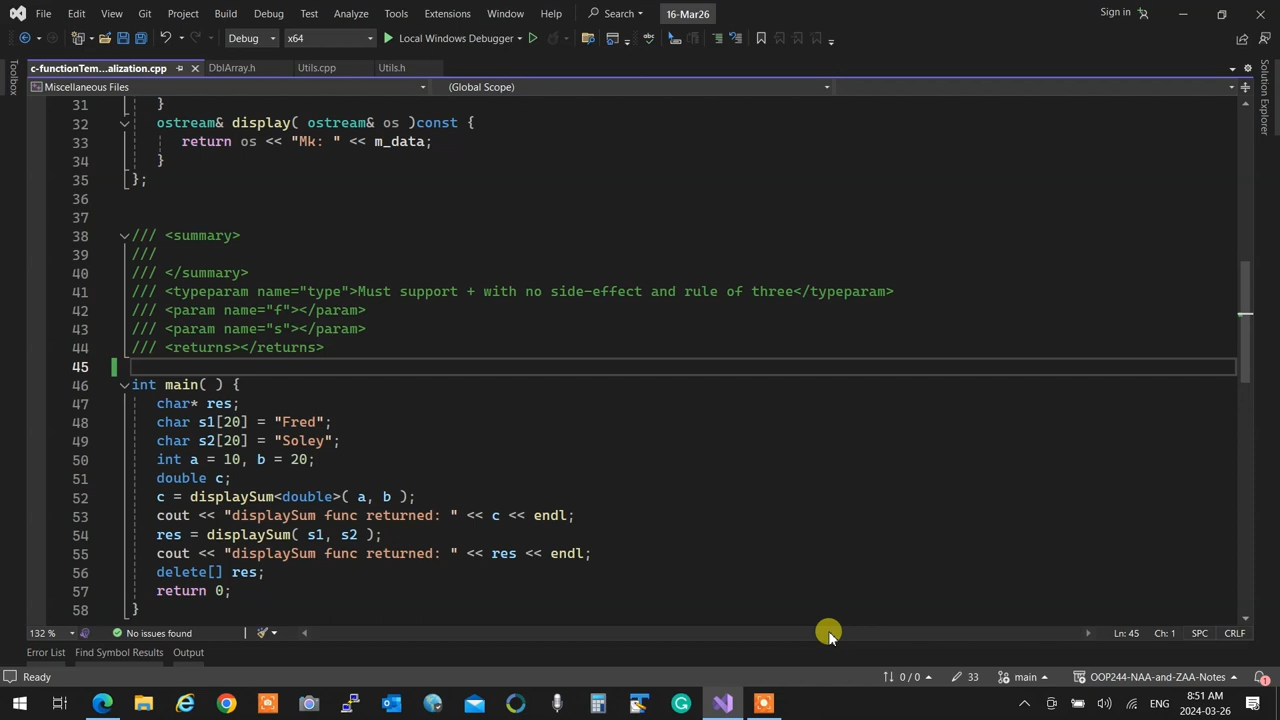 File Edit View Git Project Build Debug Test Analyze Tools Extensions Window Help Search 16-Mar26 Sign in
Debug x64 Local Windows Debugger
c-functionTem...alization.cpp DblArray.h Utils.cpp Utils.h
Toolbox
Solution Explorer
Miscellaneous Files (Global Scope)
31 }
32 ostream& display( ostream& os )const {
33 return os << "Mk: " << m_data;
34 }
35 };
36
37
38 /// <summary>
39 ///
40 /// </summary>
41 /// <typeparam name="type">Must support + with no side-effect and rule of three</typeparam>
42 /// <param name="f"></param>
43 /// <param name="s"></param>
44 /// <returns></returns>
45
46 int main( ) {
47 char* res;
48 char s1[20] = "Fred";
49 char s2[20] = "Soley";
50 int a = 10, b = 20;
51 double c;
52 c = displaySum<double>( a, b );
53 cout << "displaySum func returned: " << c << endl;
54 res = displaySum( s1, s2 );
55 cout << "displaySum func returned: " << res << endl;
56 delete[] res;
57 return 0;
58 }
132 % No issues found Ln: 45 Ch: 1 SPC CRLF
Error List Find Symbol Results Output
Ready 0 / 0 33 main OOP244-NAA-and-ZAA-Notes 1
ENG 8:51 AM
2024-03-26